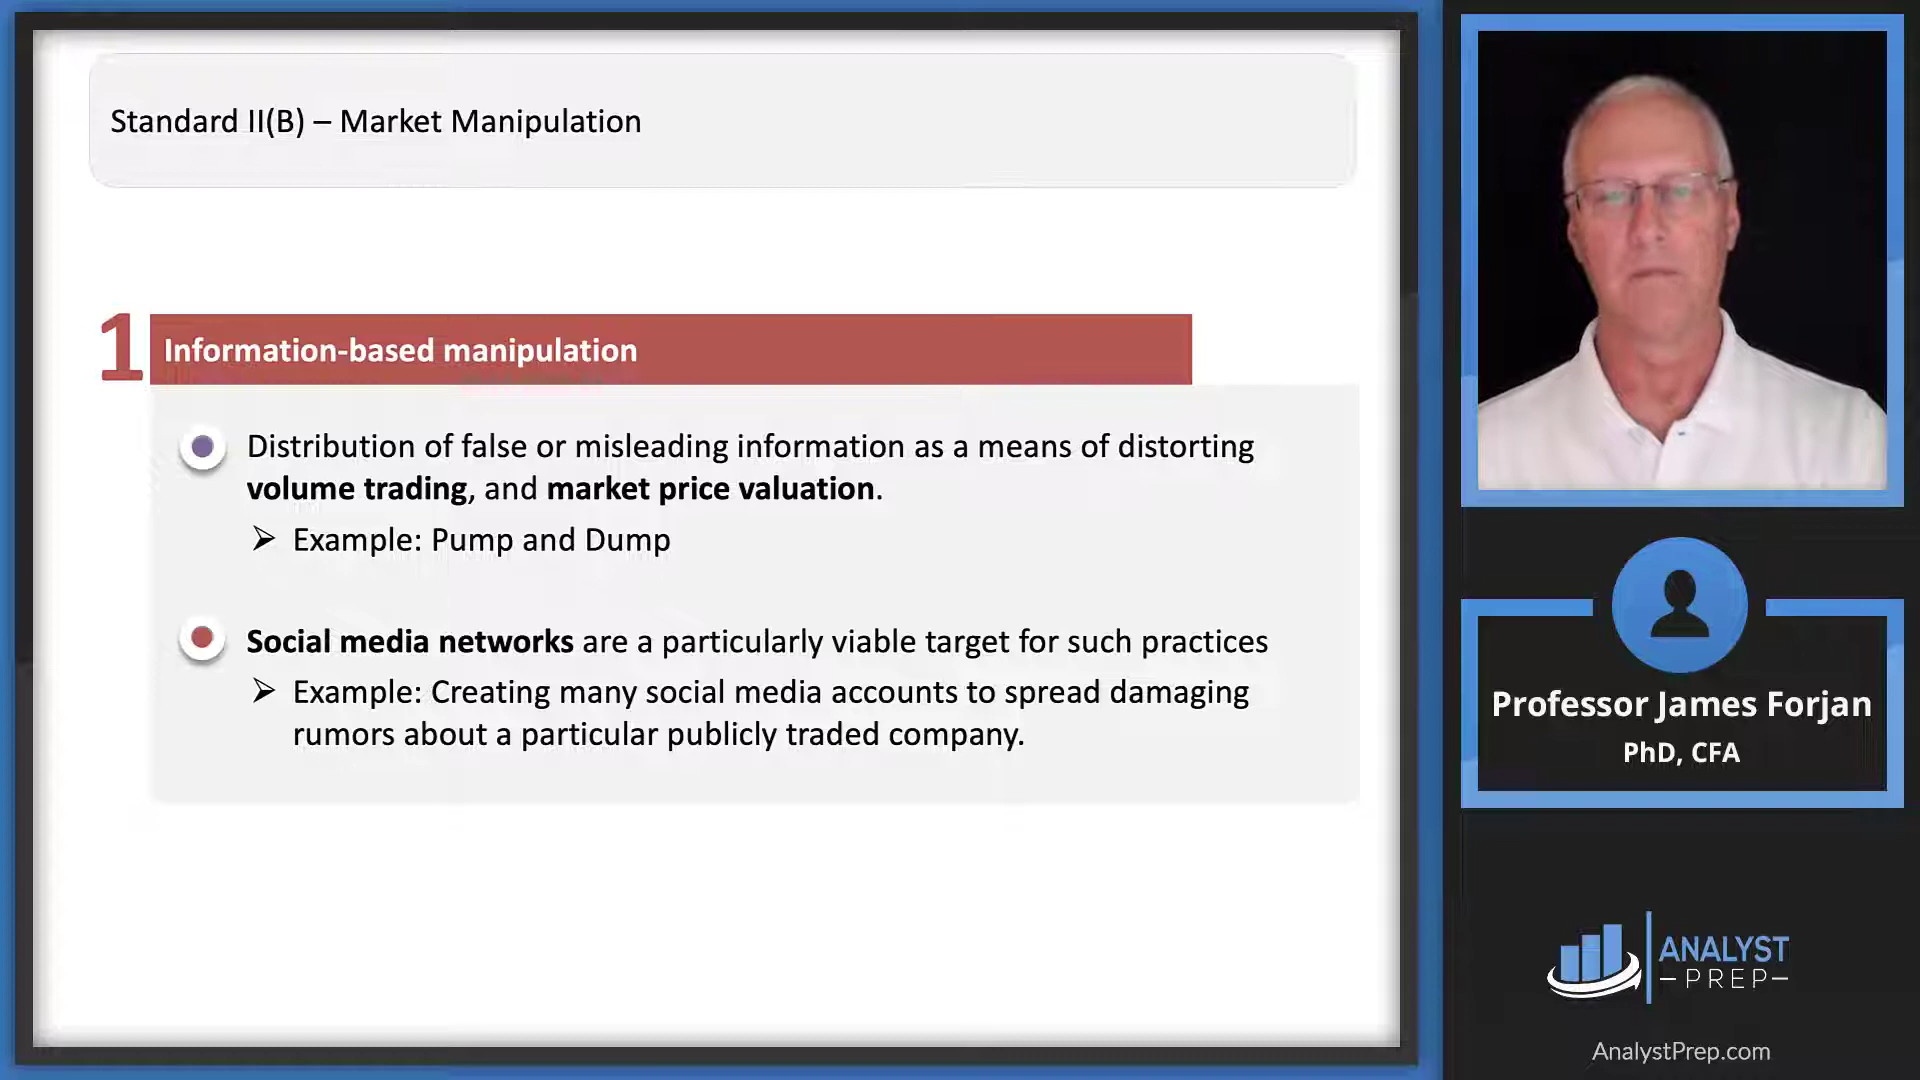 Standard II(B) – Market Manipulation
1
Information-based manipulation
Distribution of false or misleading information as a means of distorting
volume trading, and market price valuation.
Example: Pump and Dump
Social media networks are a particularly viable target for such practices
Example: Creating many social media accounts to spread damaging
rumors about a particular publicly traded company.
Professor James Forjan
PhD, CFA
ANALYST
PREP
AnalystPrep.com